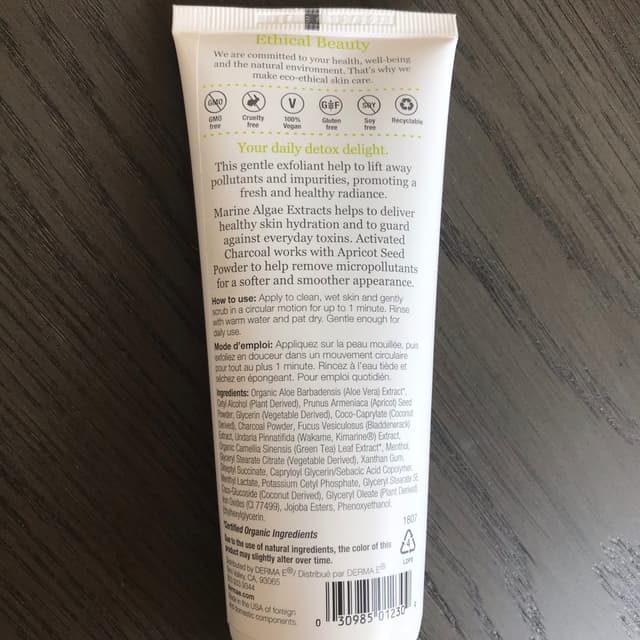 Ethical Beauty
We are committed to your health, well-being
and the natural environment. That's why we
make eco-ethical skin care.
GMO V G F SOY
GMO free Cruelty free 100% Vegan Gluten free Soy free Recyclable
Your daily detox delight.
This gentle exfoliant help to lift away
pollutants and impurities, promoting a
fresh and healthy radiance.
Marine Algae Extracts helps to deliver
healthy skin hydration and to guard
against everyday toxins. Activated
Charcoal works with Apricot Seed
Powder to help remove micropollutants
for a softer and smoother appearance.
How to use: Apply to clean, wet skin and gently
scrub in a circular motion for up to 1 minute. Rinse
with warm water and pat dry. Gentle enough for
daily use.
Mode d'emploi: Appliquez sur la peau mouillée, puis
exfoliez en douceur dans un mouvement circulaire
pour tout au plus 1 minute. Rincez à l'eau tiède et
séchez en épongeant. Pour emploi quotidien.
Ingredients: Organic Aloe Barbadensis (Aloe Vera) Extract*,
Cetyl Alcohol (Plant Derived), Prunus Armeniaca (Apricot) Seed
Powder, Glycerin (Vegetable Derived), Coco-Caprylate (Coconut
Derived), Charcoal Powder, Fucus Vesiculosus (Bladderwrack)
Extract, Undaria Pinnatifida (Wakame, Kimarine®) Extract,
Organic Camellia Sinensis (Green Tea) Leaf Extract*, Menthol,
Glyceryl Stearate Citrate (Vegetable Derived), Xanthan Gum,
Succinate, Capryloyl Glycerin/Sebacic Acid Copolymer,
Menthyl Lactate, Potassium Cetyl Phosphate, Glyceryl Stearate SE,
Coco-Glucoside (Coconut Derived), Glyceryl Oleate (Plant Derived)
Iron Oxides (CI 77499), Jojoba Esters, Phenoxyethanol,
Ethylhexylglycerin.
1807
Certified Organic Ingredients
Due to the use of natural ingredients, the color of this
product may slightly alter over time.
4
LDPE
Distributed by DERMA E®/ Distribué par DERMA E®
Valley, CA, 93065
dermae.com
Made in the USA of foreign
and domestic components.
0 30985 01230